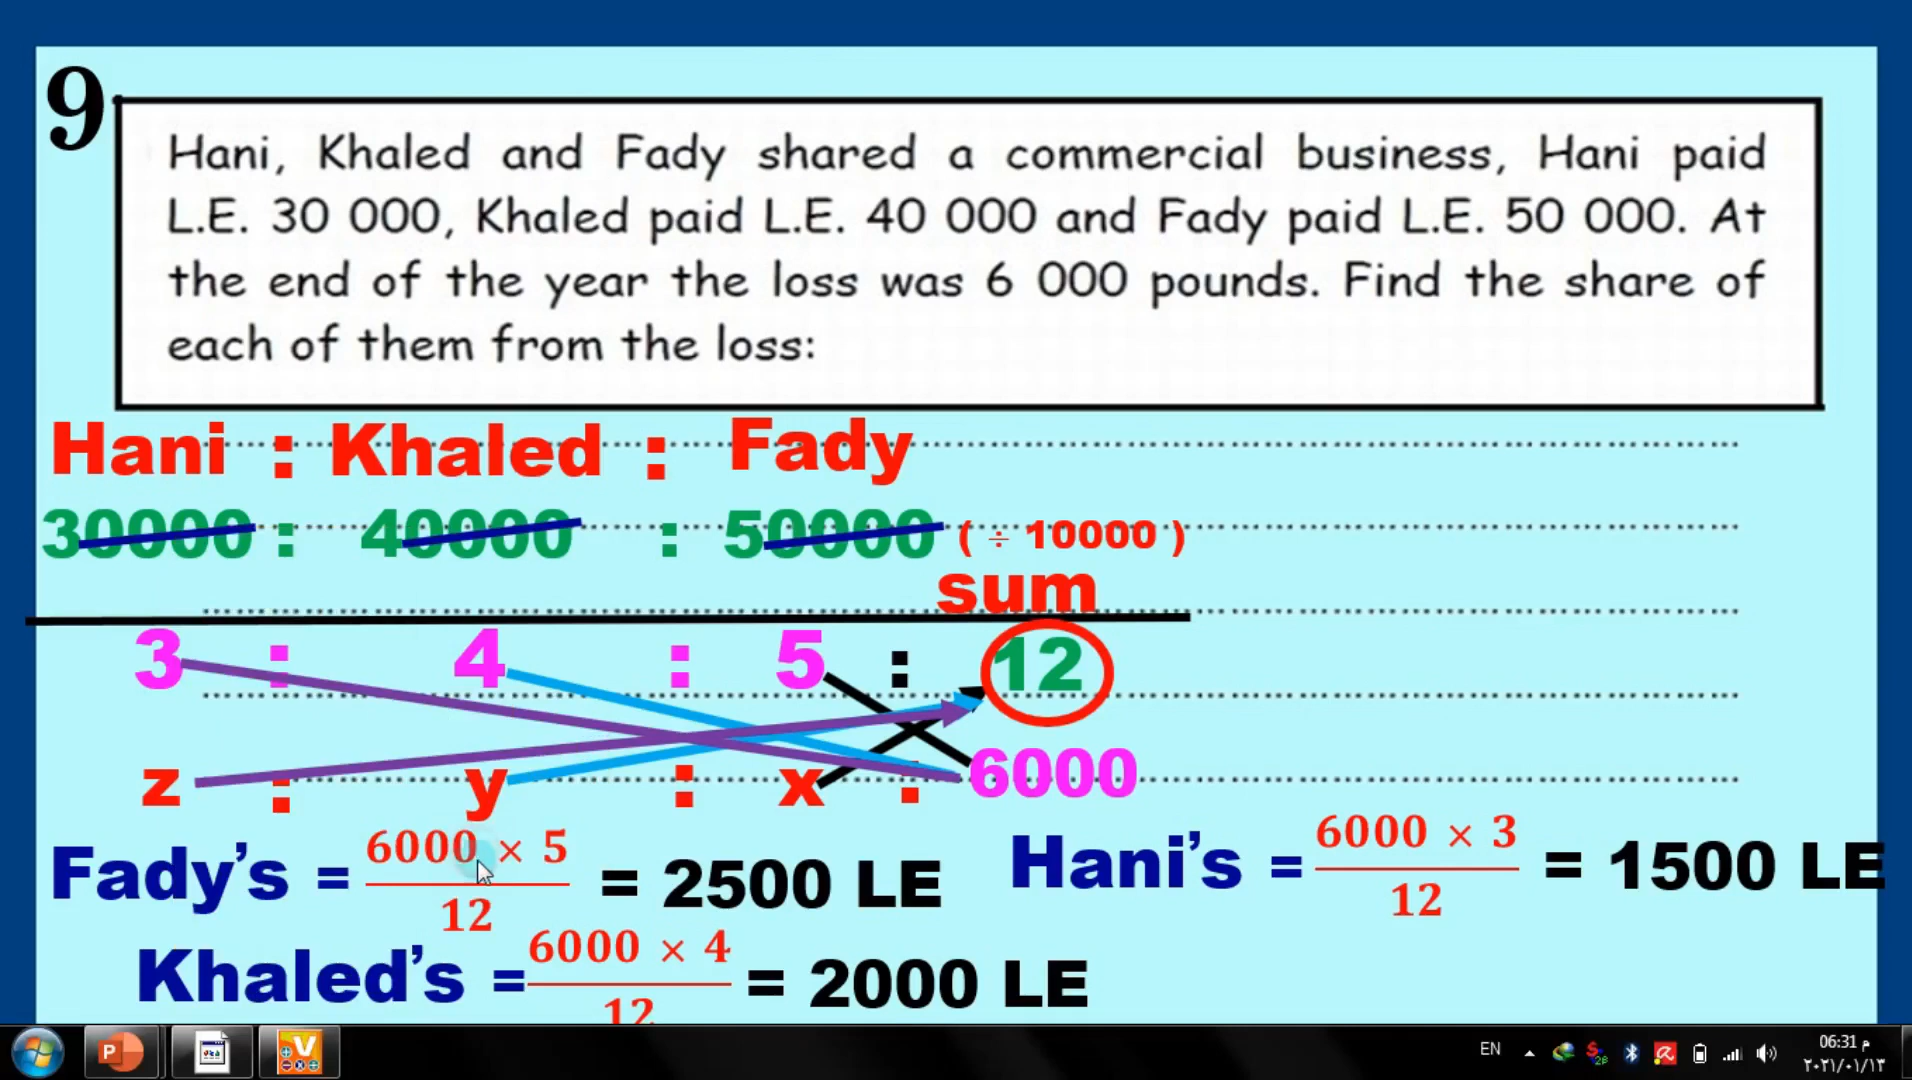 9
Hani, Khaled and Fady shared a commercial business, Hani paid
L.E. 30 000, Khaled paid L.E. 40 000 and Fady paid L.E. 50 000. At
the end of the year the loss was 6 000 pounds. Find the share of
each of them from the loss:
Hani : Khaled : Fady
30000 : 40000 : 50000 ( ÷ 10000 )
sum
3 : 4 : 5 : 12
z : y : x : 6000
Fady’s = 6000 × 5 / 12 = 2500 LE
Hani’s = 6000 × 3 / 12 = 1500 LE
Khaled’s = 6000 × 4 / 12 = 2000 LE
EN
06:31 م
٢٠٢١/٠١/١٣